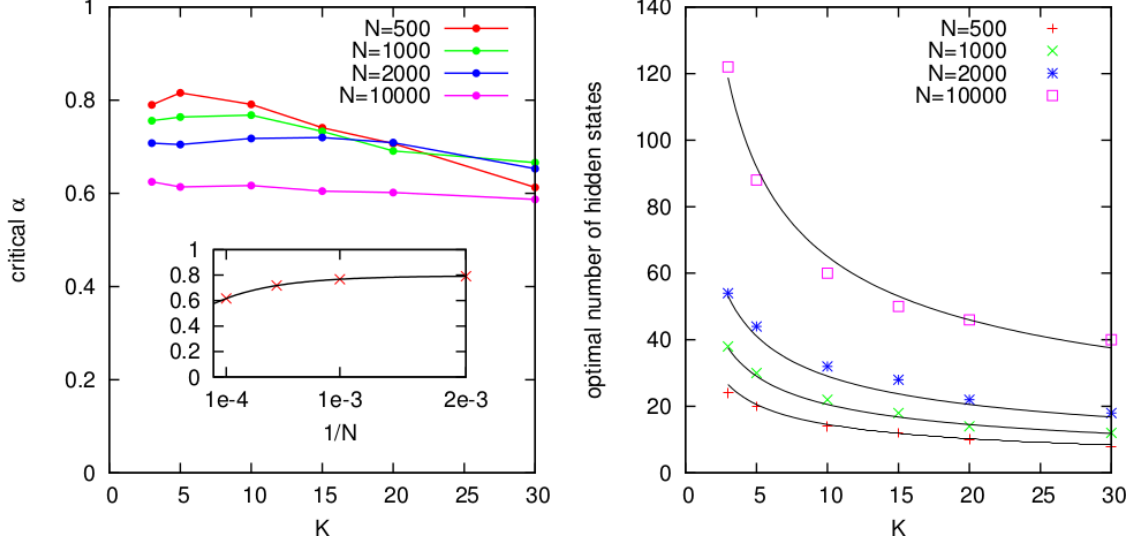 1
0.8
0.6
0.4
0.2
0
0
5
10
15
20
25
30
K
critical α
N=500
N=1000
N=2000
N=10000
1
0.8
0.6
0.4
0.2
0
1e-4
1e-3
2e-3
1/N
140
120
100
80
60
40
20
0
0
5
10
15
20
25
30
K
optimal number of hidden states
N=500
N=1000
N=2000
N=10000